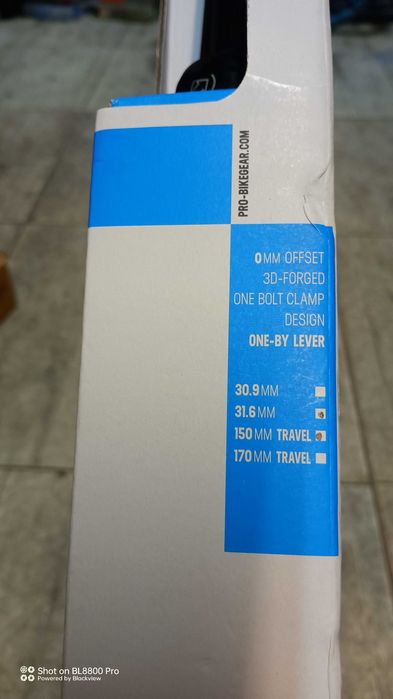 PRO-BIKEGEAR.COM
0MM OFFSET
3D-FORGED
ONE BOLT CLAMP
DESIGN
ONE-BY LEVER
30.9MM
31.6MM
150MM TRAVEL
170MM TRAVEL
Shot on BL8800 Pro
Powered by Blackview